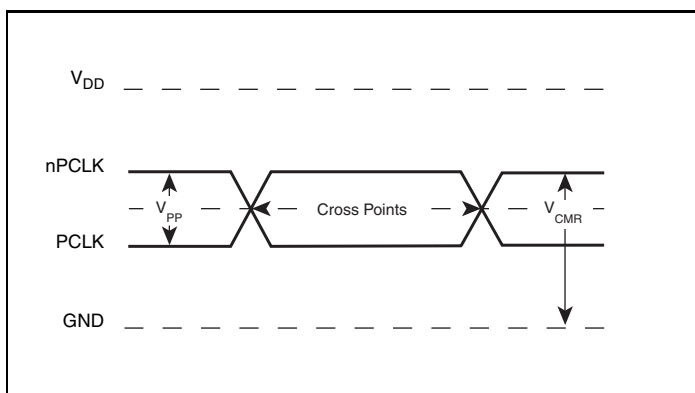 VDD
nPCLK
VPP
Cross Points
VCMR
PCLK
GND